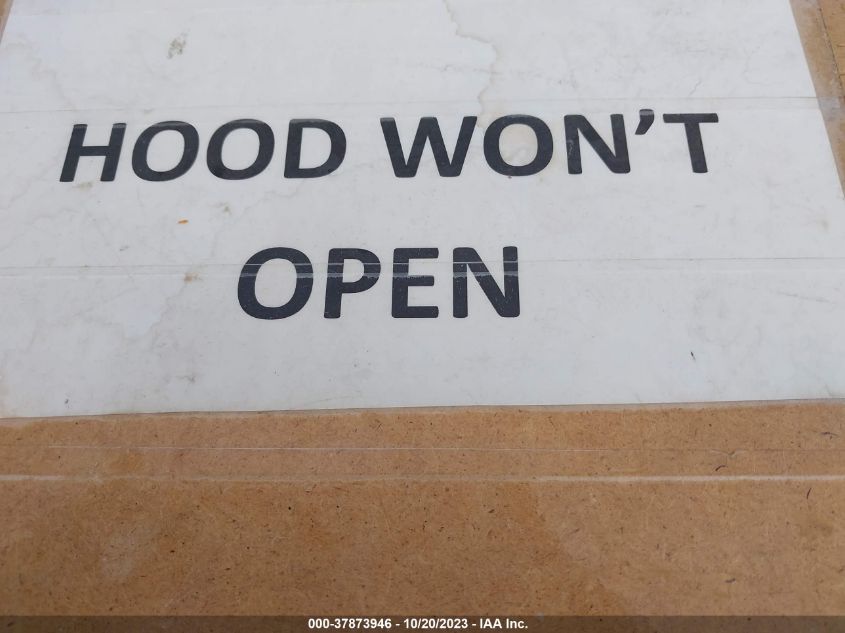 HOOD WON'T
OPEN
000-37873946 - 10/20/2023 - IAA Inc.